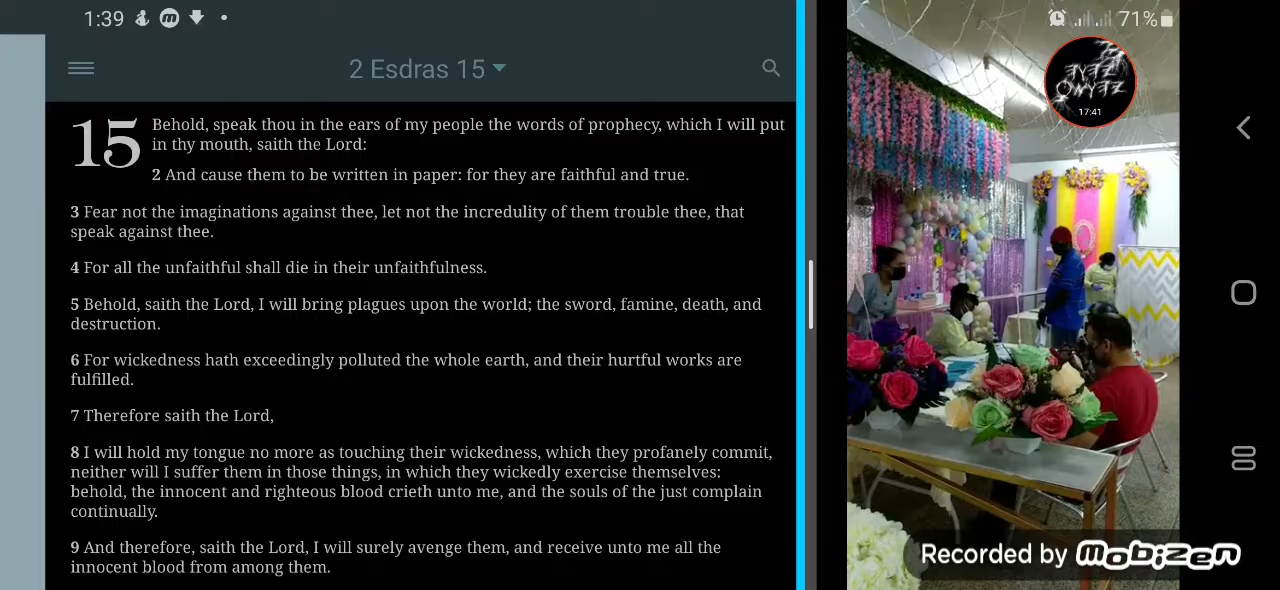 1:39
71%
2 Esdras 15
17:41
15 Behold, speak thou in the ears of my people the words of prophecy, which I will put
in thy mouth, saith the Lord:
2 And cause them to be written in paper: for they are faithful and true.
3 Fear not the imaginations against thee, let not the incredulity of them trouble thee, that
speak against thee.
4 For all the unfaithful shall die in their unfaithfulness.
5 Behold, saith the Lord, I will bring plagues upon the world; the sword, famine, death, and
destruction.
6 For wickedness hath exceedingly polluted the whole earth, and their hurtful works are
fulfilled.
7 Therefore saith the Lord,
8 I will hold my tongue no more as touching their wickedness, which they profanely commit,
neither will I suffer them in those things, in which they wickedly exercise themselves:
behold, the innocent and righteous blood crieth unto me, and the souls of the just complain
continually.
9 And therefore, saith the Lord, I will surely avenge them, and receive unto me all the
innocent blood from among them.
Recorded by mobizen